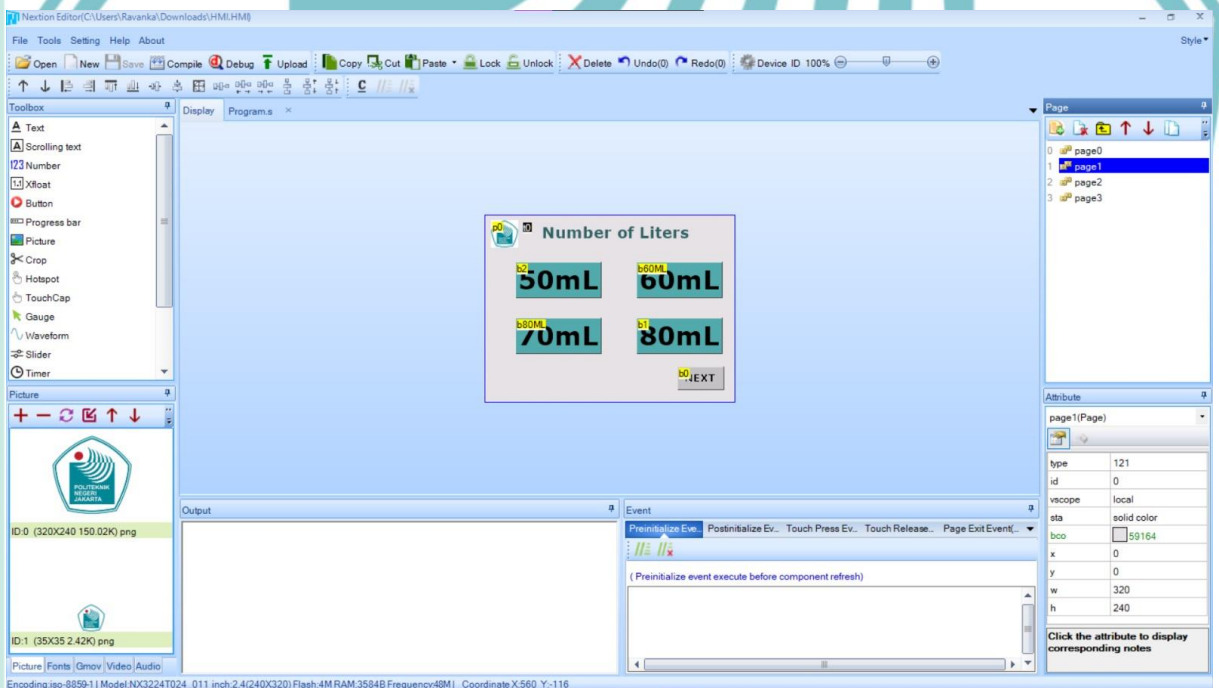 Nextion Editor(C:\Users\Ravanka\Downloads\HMI.HMI)
File Tools Setting Help About
Style
Open New Save Compile Debug Upload Copy Cut Paste Lock Unlock Delete Undo(0) Redo(0) Device ID 100%
Toolbox
A Text
A Scrolling text
123 Number
1.1 Xfloat
Button
Progress bar
Picture
Crop
Hotspot
TouchCap
Gauge
Waveform
Slider
Timer
Picture
POLITEKNIK
NEGERI
JAKARTA
ID:0 (320X240 150.02K) png
ID:1 (35X35 2.42K) png
Picture Fonts Gmov Video Audio
Display Program.s
p0 Number of Liters
b2 50mL
b60ML 60mL
b80ML 70mL
b1 80mL
b0 NEXT
Output
Event
Preinitialize Eve... Postinitialize Ev... Touch Press Ev... Touch Release... Page Exit Event(...
( Preinitialize event execute before component refresh)
Page
0 page0
1 page1
2 page2
3 page3
Attribute
page1(Page)
type 121
id 0
vscope local
sta solid color
bco 59164
x 0
y 0
w 320
h 240
Click the attribute to display
corresponding notes
Encoding:iso-8859-1 | Model:NX3224T024_011 inch:2.4(240X320) Flash:4M RAM:3584B Frequency:48M | Coordinate X:560 Y:-116